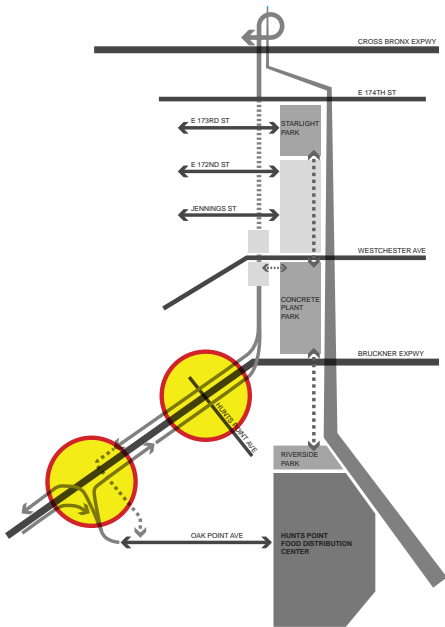 CROSS BRONX EXPWY
E 174TH ST
E 173RD ST
STARLIGHT
PARK
E 172ND ST
JENNINGS ST
WESTCHESTER AVE
CONCRETE
PLANT
PARK
BRUCKNER EXPWY
HUNTS POINT AVE
RIVERSIDE
PARK
OAK POINT AVE
HUNTS POINT
FOOD DISTRIBUTION
CENTER